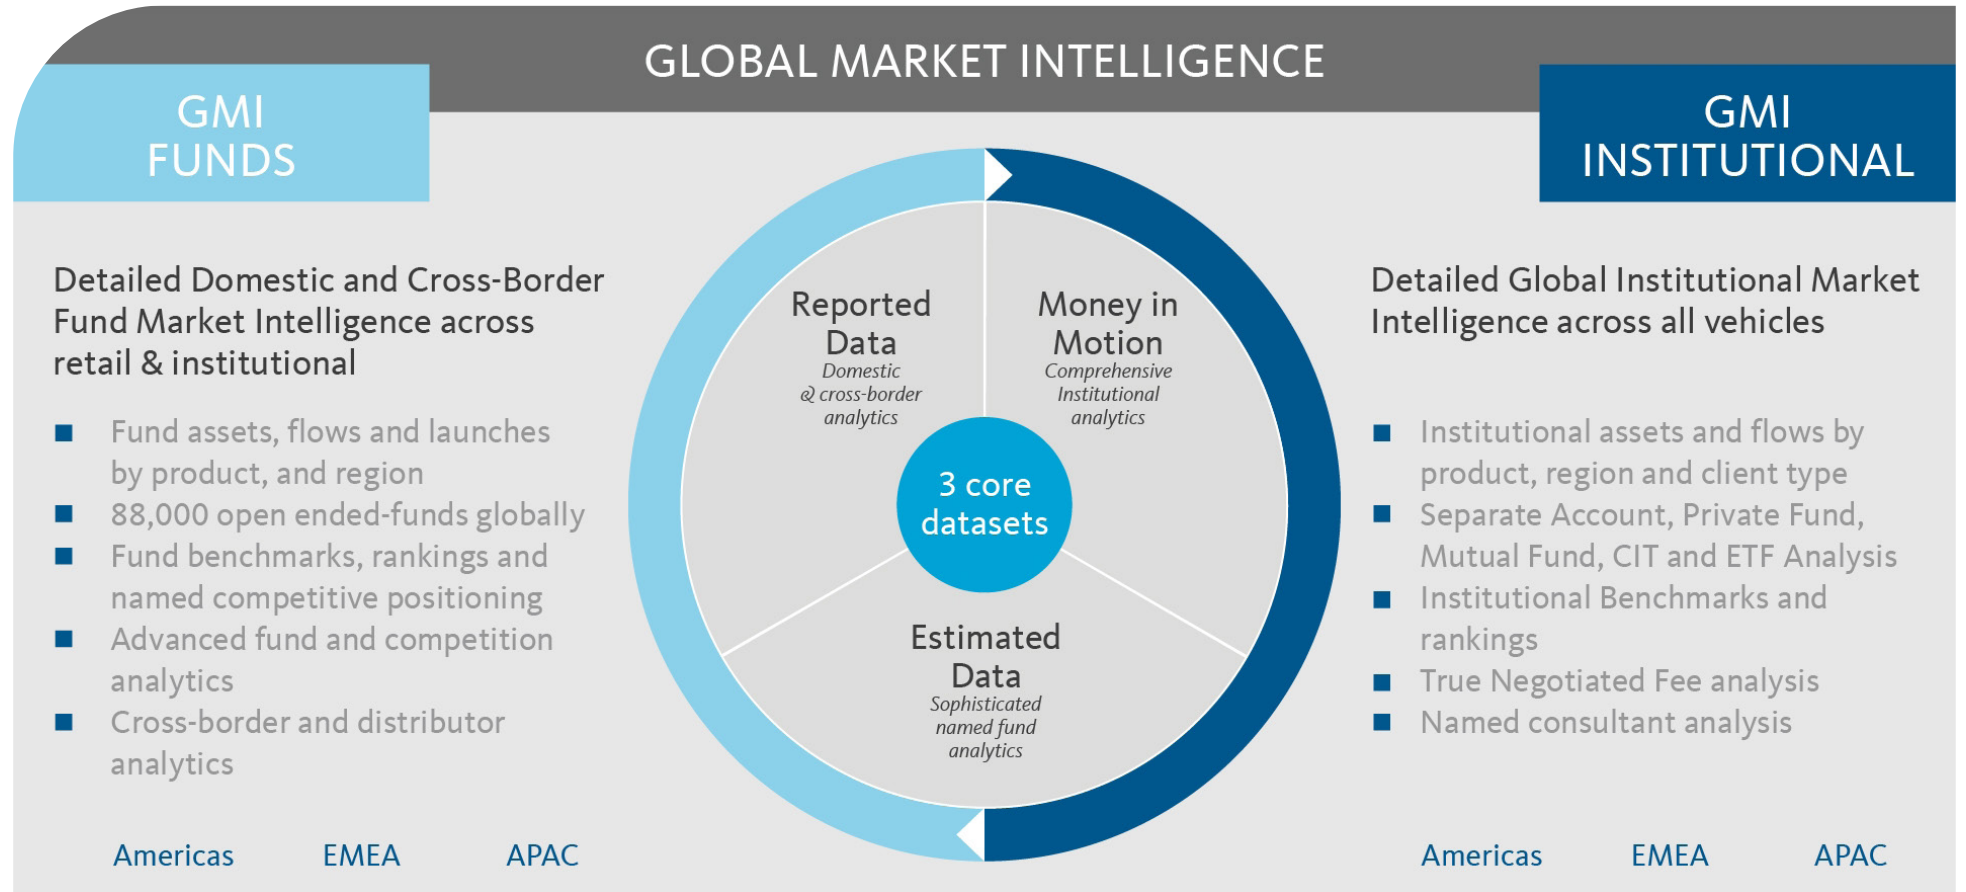 GLOBAL MARKET INTELLIGENCE
GMI
FUNDS
GMI
INSTITUTIONAL
Detailed Domestic and Cross-Border
Fund Market Intelligence across
retail & institutional
Fund assets, flows and launches
by product, and region
88,000 open ended-funds globally
Fund benchmarks, rankings and
named competitive positioning
Advanced fund and competition
analytics
Cross-border and distributor
analytics
Americas EMEA APAC
Reported
Data
Domestic
& cross-border
analytics
Money in
Motion
Comprehensive
Institutional
analytics
3 core
datasets
Estimated
Data
Sophisticated
named fund
analytics
Detailed Global Institutional Market
Intelligence across all vehicles
Institutional assets and flows by
product, region and client type
Separate Account, Private Fund,
Mutual Fund, CIT and ETF Analysis
Institutional Benchmarks and
rankings
True Negotiated Fee analysis
Named consultant analysis
Americas EMEA APAC